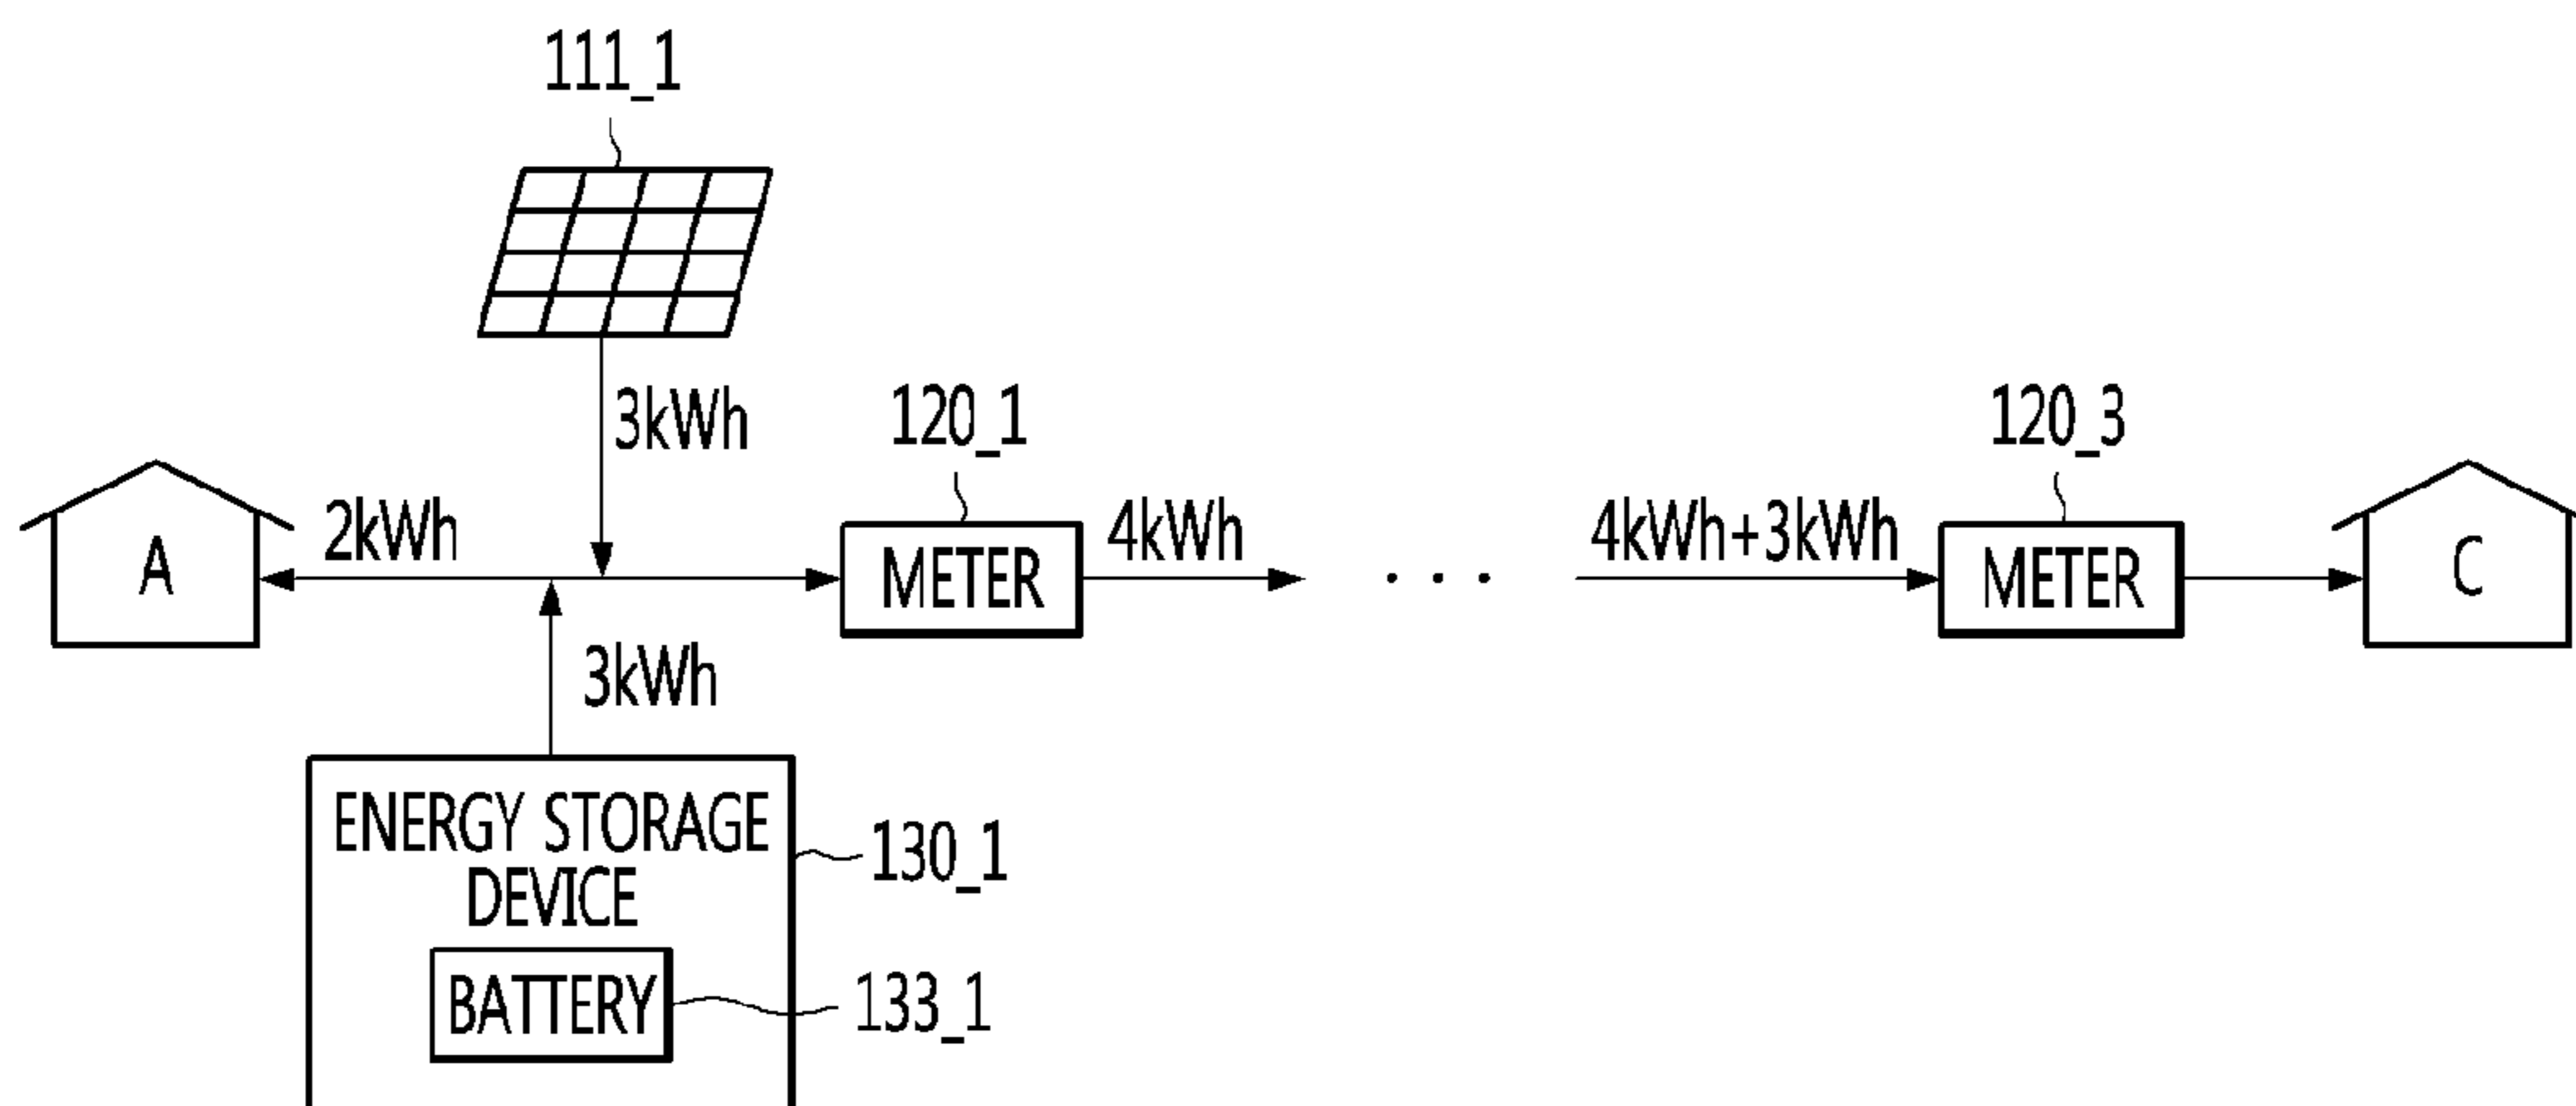 111_1
3kWh
120_1
120_3
A
2kWh
METER
4kWh
· · ·
4kWh+3kWh
METER
C
3kWh
ENERGY STORAGE
DEVICE
130_1
BATTERY
133_1